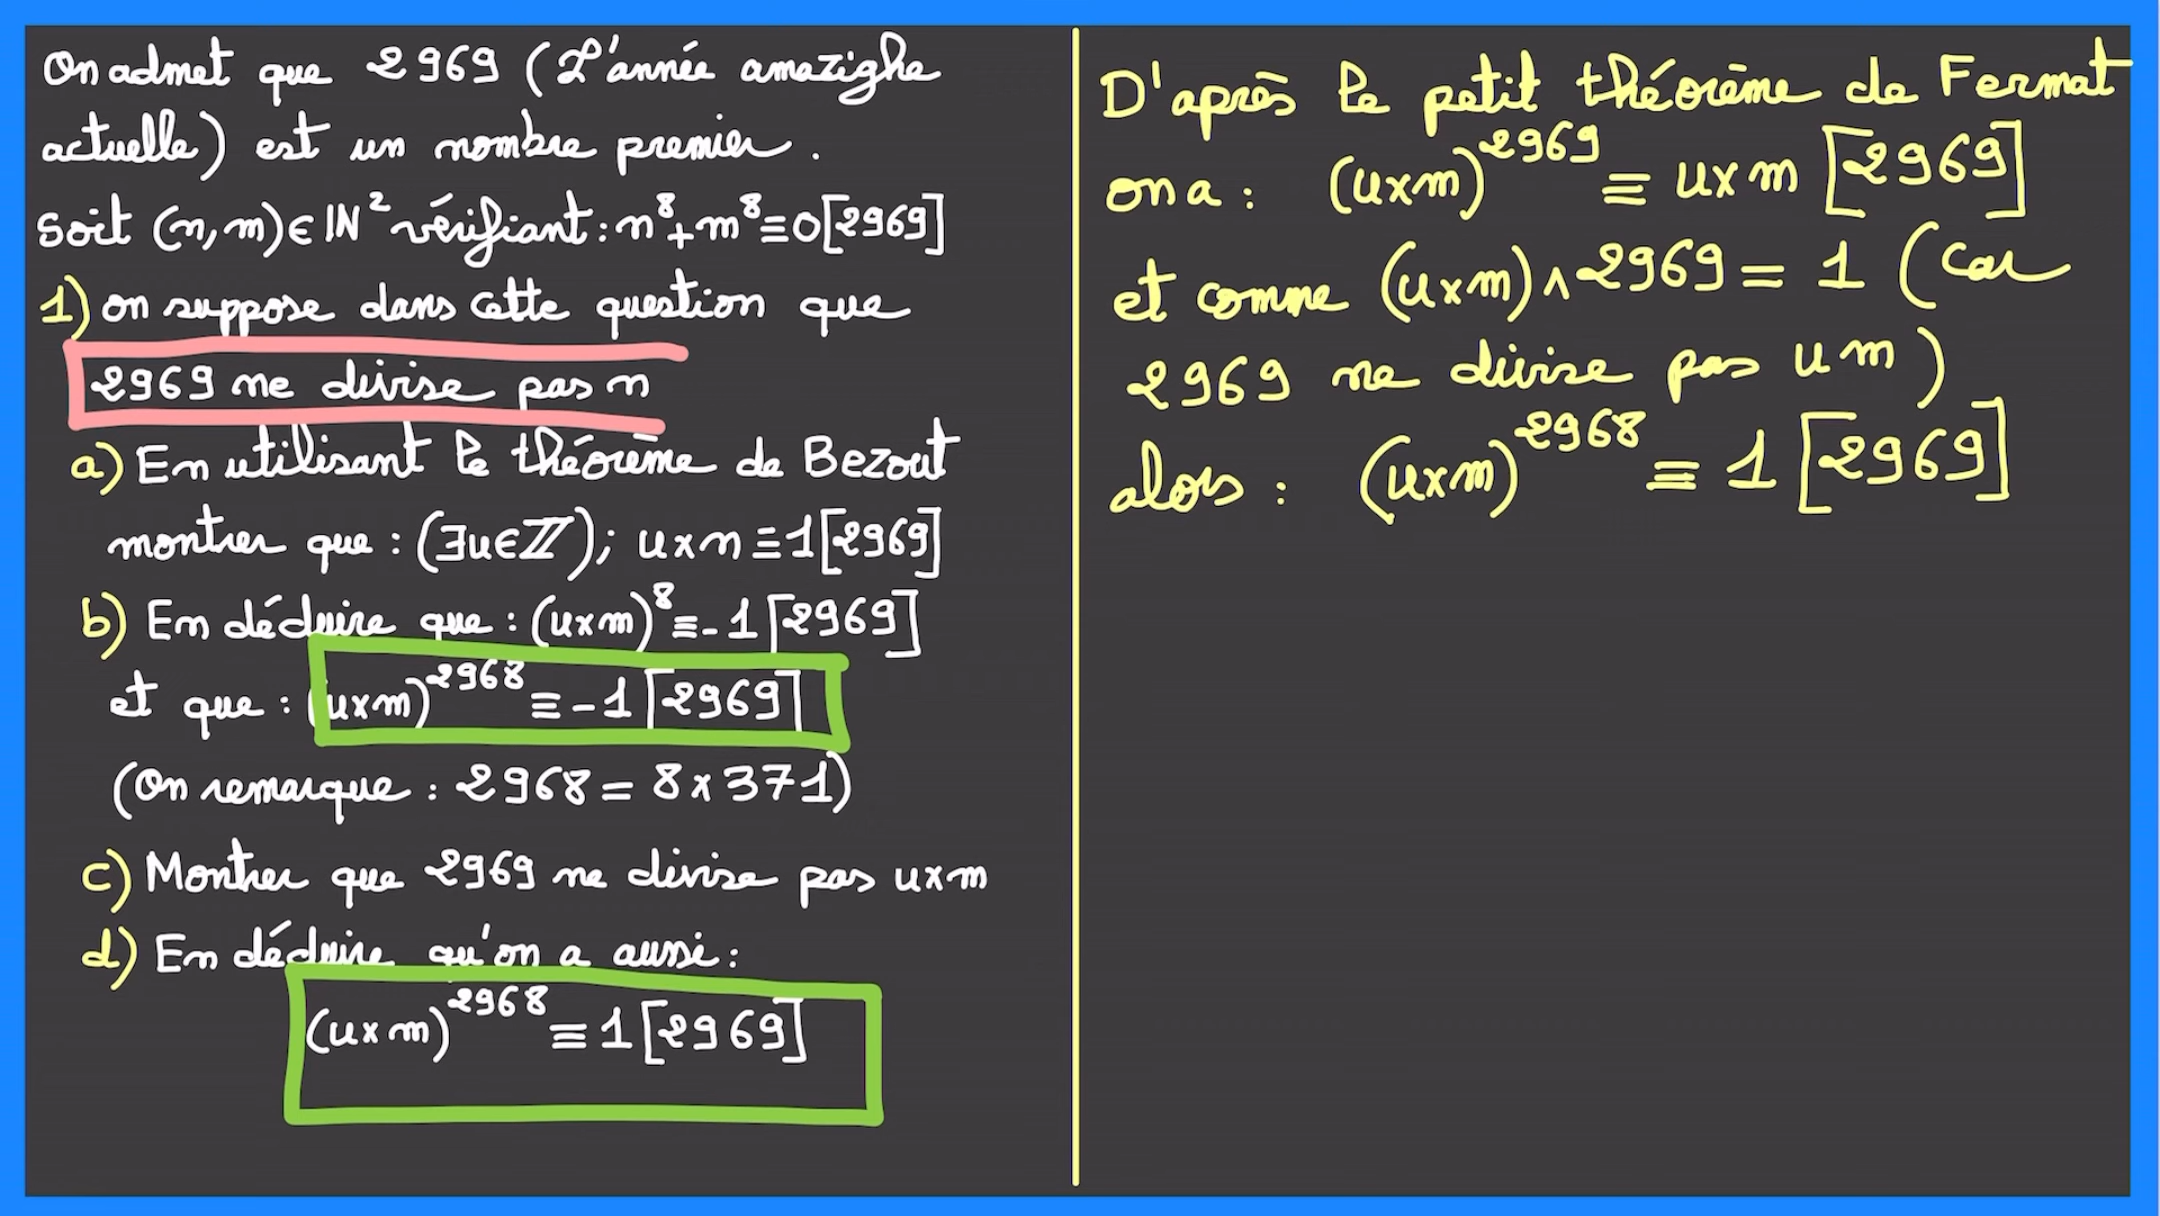 On admet que 2969 (L'année amazighe
actuelle) est un nombre premier.
soit (n,m)∈ℕ² vérifiant : n⁸+m⁸≡0[2969]
1) on suppose dans cette question que
2969 ne divise pas n
a) En utilisant le théorème de Bezout
montrer que : (∃u∈ℤ); u×n≡1[2969]
b) En déduire que : (u×m)⁸≡-1[2969]
et que : (u×m)²⁹⁶⁸≡-1[2969]
(On remarque : 2968 = 8×371)
c) Montrer que 2969 ne divise pas u×m
d) En déduire qu'on a aussi :
(u×m)²⁹⁶⁸≡1[2969]
D'après le petit théorème de Fermat
on a : (u×m)²⁹⁶⁹≡u×m [2969]
et comme (u×m)∧2969 = 1 (car
2969 ne divise pas um)
alors : (u×m)²⁹⁶⁸≡1[2969]